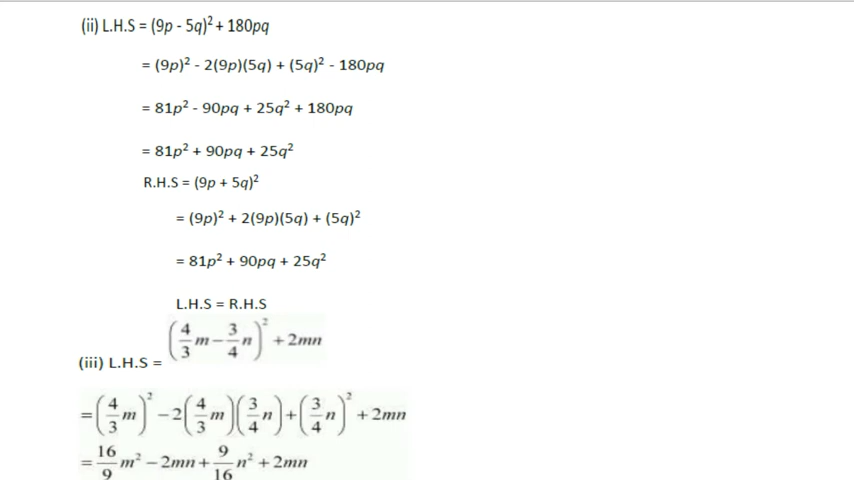 (ii) L.H.S = (9p - 5q)² + 180pq
= (9p)² - 2(9p)(5q) + (5q)² - 180pq
= 81p² - 90pq + 25q² + 180pq
= 81p² + 90pq + 25q²
R.H.S = (9p + 5q)²
= (9p)² + 2(9p)(5q) + (5q)²
= 81p² + 90pq + 25q²
L.H.S = R.H.S
(iii) L.H.S = (4/3 m - 3/4 n)² + 2mn
= (4/3 m)² - 2(4/3 m)(3/4 n) + (3/4 n)² + 2mn
= 16/9 m² - 2mn + 9/16 n² + 2mn